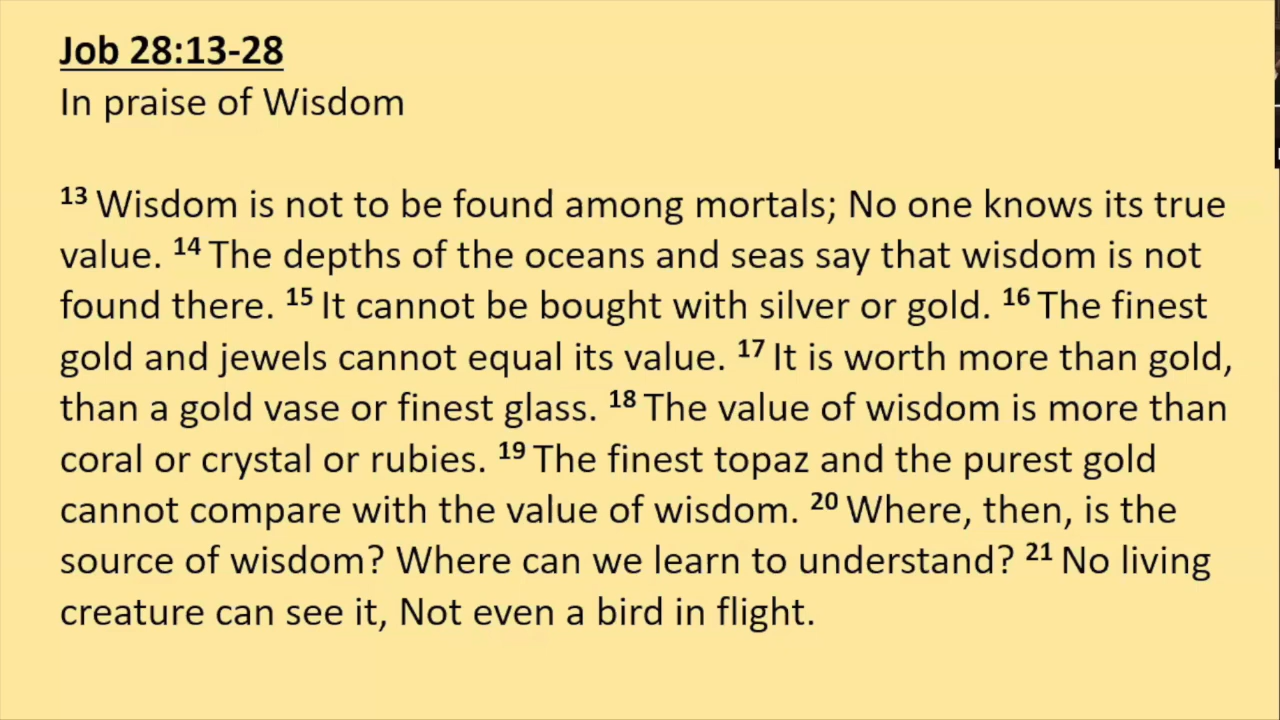 Job 28:13-28
In praise of Wisdom
13 Wisdom is not to be found among mortals; No one knows its true
value. 14 The depths of the oceans and seas say that wisdom is not
found there. 15 It cannot be bought with silver or gold. 16 The finest
gold and jewels cannot equal its value. 17 It is worth more than gold,
than a gold vase or finest glass. 18 The value of wisdom is more than
coral or crystal or rubies. 19 The finest topaz and the purest gold
cannot compare with the value of wisdom. 20 Where, then, is the
source of wisdom? Where can we learn to understand? 21 No living
creature can see it, Not even a bird in flight.